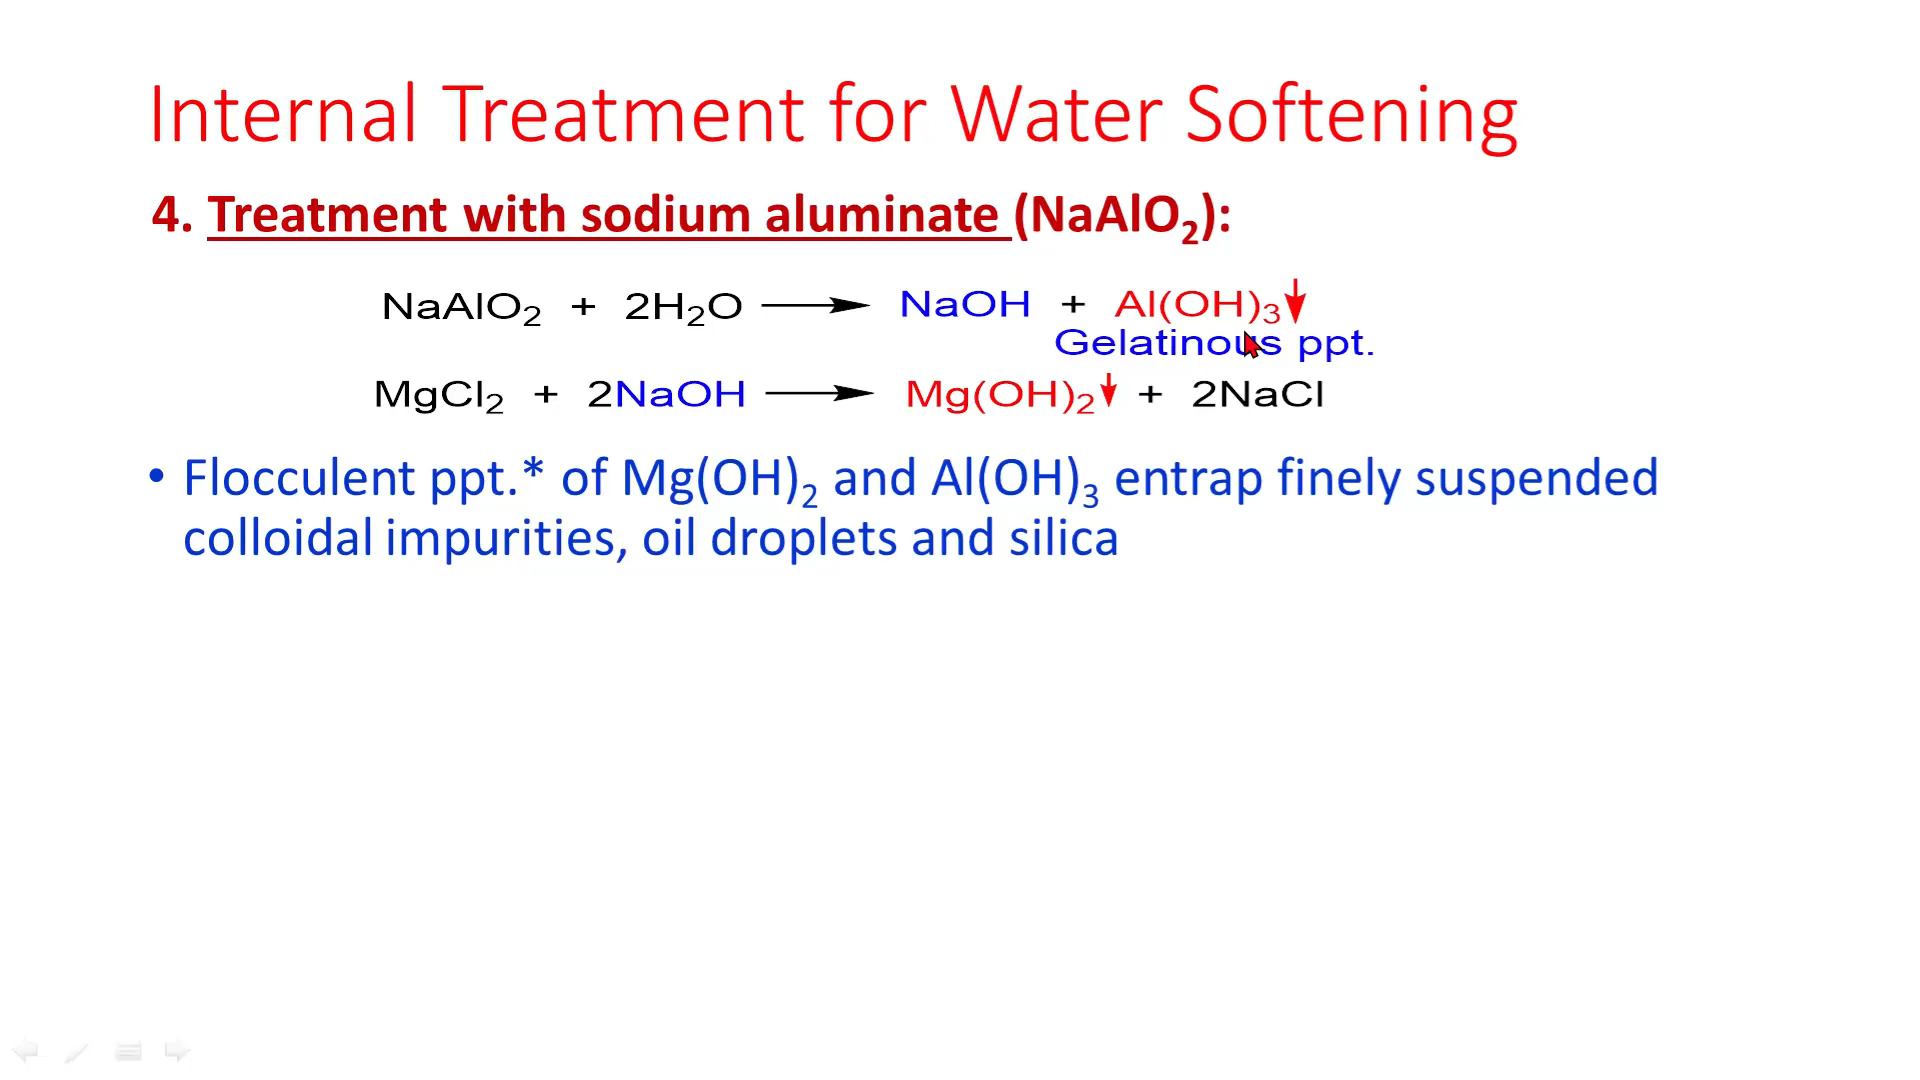 Internal Treatment for Water Softening
4. Treatment with sodium aluminate (NaAlO₂):
NaAlO₂ + 2H₂O ⟶ NaOH + Al(OH)₃↓
Gelatinous ppt.
MgCl₂ + 2NaOH ⟶ Mg(OH)₂↓ + 2NaCl
• Flocculent ppt.* of Mg(OH)₂ and Al(OH)₃ entrap finely suspended
colloidal impurities, oil droplets and silica